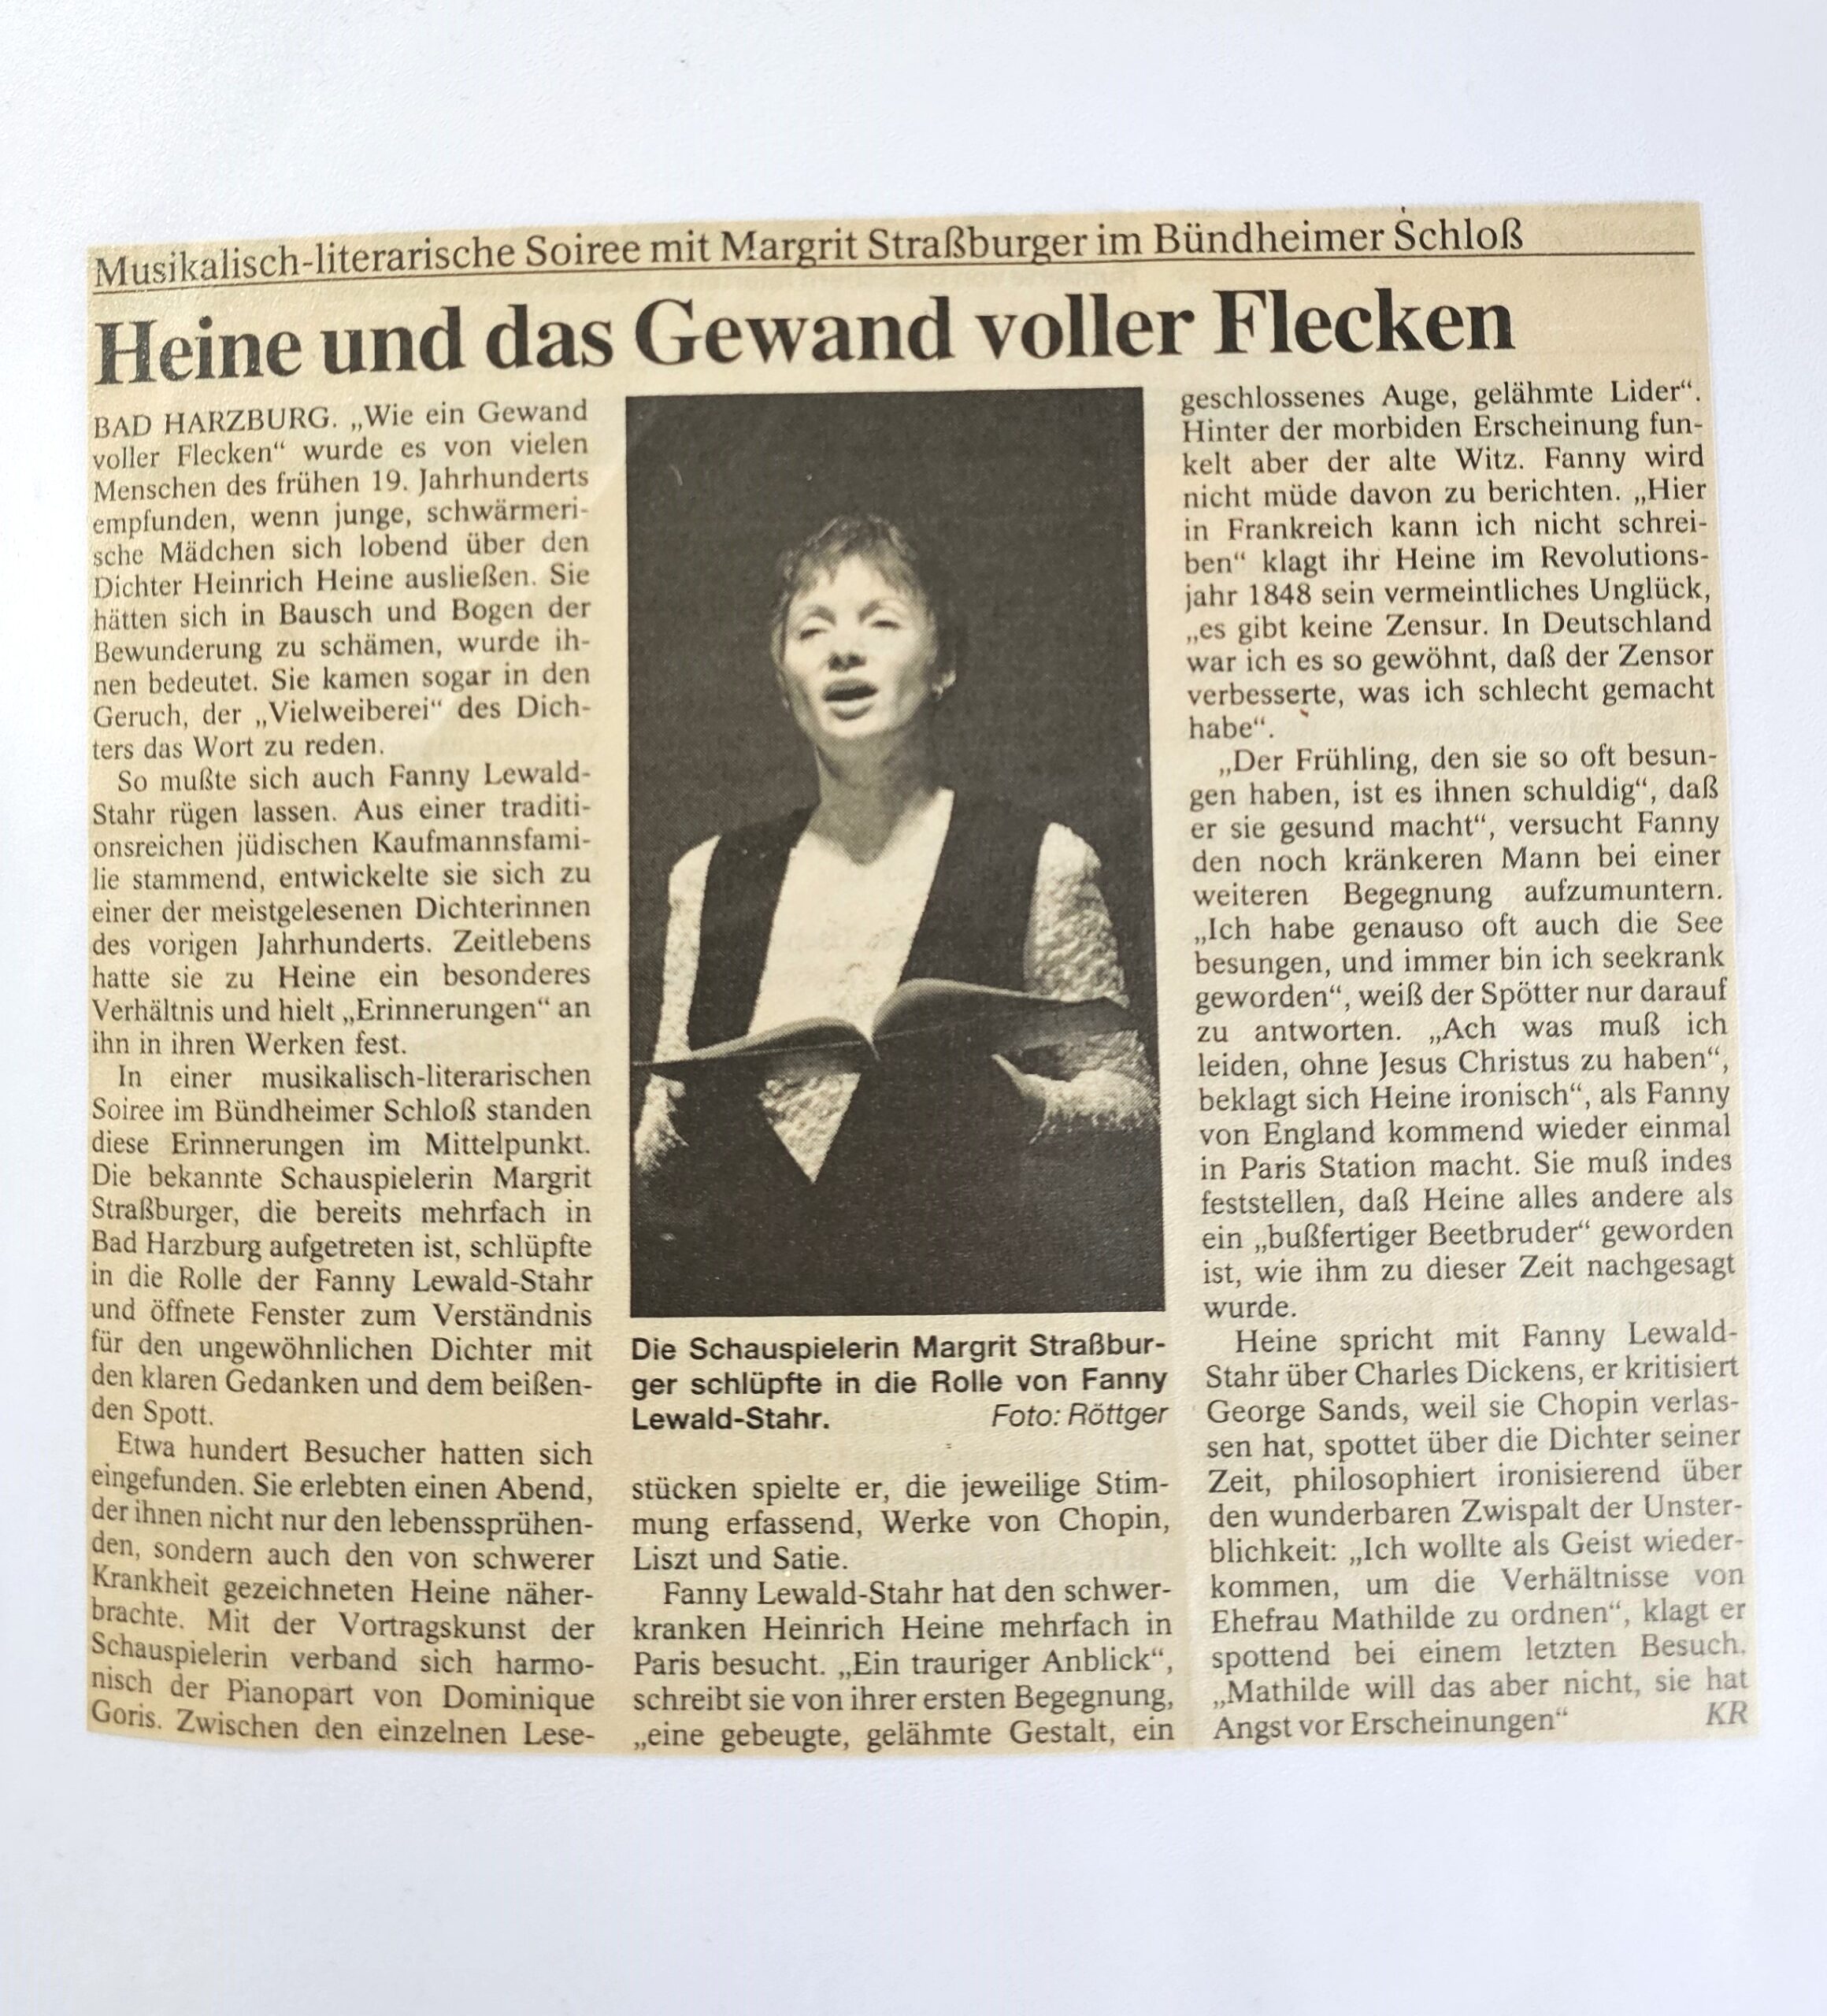 Musikalisch-literarische Soiree mit Margrit Straßburger im Bündheimer Schloß
Heine und das Gewand voller Flecken
BAD HARZBURG. „Wie ein Gewand
voller Flecken“ wurde es von vielen
Menschen des frühen 19. Jahrhunderts
empfunden, wenn junge, schwärmeri-
sche Mädchen sich lobend über den
Dichter Heinrich Heine ausließen. Sie
hätten sich in Bausch und Bogen der
Bewunderung zu schämen, wurde ih-
nen bedeutet. Sie kamen sogar in den
Geruch, der „Vielweiberei“ des Dich-
ters das Wort zu reden.
So mußte sich auch Fanny Lewald-
Stahr rügen lassen. Aus einer traditi-
onsreichen jüdischen Kaufmannsfami-
lie stammend, entwickelte sie sich zu
einer der meistgelesenen Dichterinnen
des vorigen Jahrhunderts. Zeitlebens
hatte sie zu Heine ein besonderes
Verhältnis und hielt „Erinnerungen“ an
ihn in ihren Werken fest.
In einer musikalisch-literarischen
Soiree im Bündheimer Schloß standen
diese Erinnerungen im Mittelpunkt.
Die bekannte Schauspielerin Margrit
Straßburger, die bereits mehrfach in
Bad Harzburg aufgetreten ist, schlüpfte
in die Rolle der Fanny Lewald-Stahr
und öffnete Fenster zum Verständnis
für den ungewöhnlichen Dichter mit
den klaren Gedanken und dem beißen-
den Spott.
Etwa hundert Besucher hatten sich
eingefunden. Sie erlebten einen Abend,
der ihnen nicht nur den lebenssprühen-
den, sondern auch den von schwerer
Krankheit gezeichneten Heine näher-
brachte. Mit der Vortragskunst der
Schauspielerin verband sich harmo-
nisch der Pianopart von Dominique
Goris. Zwischen den einzelnen Lese-
Die Schauspielerin Margrit Straßbur-
ger schlüpfte in die Rolle von Fanny
Lewald-Stahr. Foto: Röttger
stücken spielte er, die jeweilige Stim-
mung erfassend, Werke von Chopin,
Liszt und Satie.
Fanny Lewald-Stahr hat den schwer-
kranken Heinrich Heine mehrfach in
Paris besucht. „Ein trauriger Anblick“,
schreibt sie von ihrer ersten Begegnung,
„eine gebeugte, gelähmte Gestalt, ein
geschlossenes Auge, gelähmte Lider“.
Hinter der morbiden Erscheinung fun-
kelt aber der alte Witz. Fanny wird
nicht müde davon zu berichten. „Hier
in Frankreich kann ich nicht schrei-
ben“ klagt ihr Heine im Revolutions-
jahr 1848 sein vermeintliches Unglück,
„es gibt keine Zensur. In Deutschland
war ich es so gewöhnt, daß der Zensor
verbesserte, was ich schlecht gemacht
habe“.
„Der Frühling, den sie so oft besun-
gen haben, ist es ihnen schuldig“, daß
er sie gesund macht“, versucht Fanny
den noch kränkeren Mann bei einer
weiteren Begegnung aufzumuntern.
„Ich habe genauso oft auch die See
besungen, und immer bin ich seekrank
geworden“, weiß der Spötter nur darauf
zu antworten. „Ach was muß ich
leiden, ohne Jesus Christus zu haben“,
beklagt sich Heine ironisch“, als Fanny
von England kommend wieder einmal
in Paris Station macht. Sie muß indes
feststellen, daß Heine alles andere als
ein „bußfertiger Beetbruder“ geworden
ist, wie ihm zu dieser Zeit nachgesagt
wurde.
Heine spricht mit Fanny Lewald-
Stahr über Charles Dickens, er kritisiert
George Sands, weil sie Chopin verlas-
sen hat, spottet über die Dichter seiner
Zeit, philosophiert ironisierend über
den wunderbaren Zwispalt der Unster-
blichkeit: „Ich wollte als Geist wieder-
kommen, um die Verhältnisse von
Ehefrau Mathilde zu ordnen“, klagt er
spottend bei einem letzten Besuch.
„Mathilde will das aber nicht, sie hat
Angst vor Erscheinungen“ KR